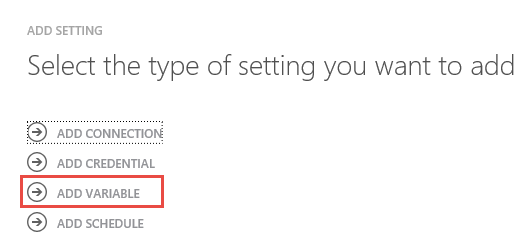 ADD SETTING
Select the type of setting you want to add
ADD CONNECTION
ADD CREDENTIAL
ADD VARIABLE
ADD SCHEDULE